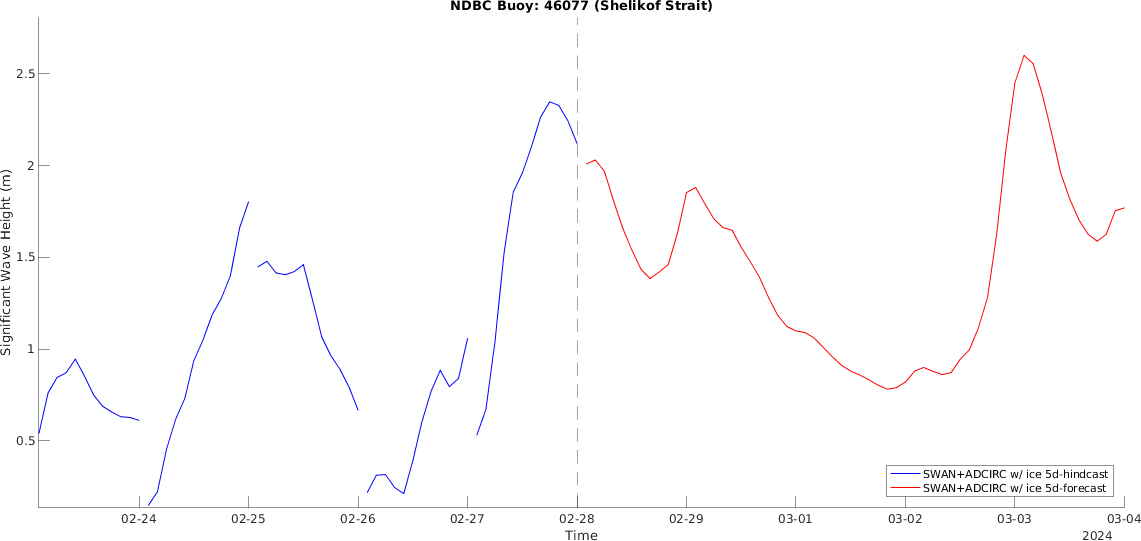 NDBC Buoy: 46077 (Shelikof Strait)
Significant Wave Height (m)
2.5
2
1.5
1
0.5
SWAN+ADCIRC w/ ice 5d-hindcast
SWAN+ADCIRC w/ ice 5d-forecast
02-24 02-25 02-26 02-27 02-28 02-29 03-01 03-02 03-03 03-04
Time
2024